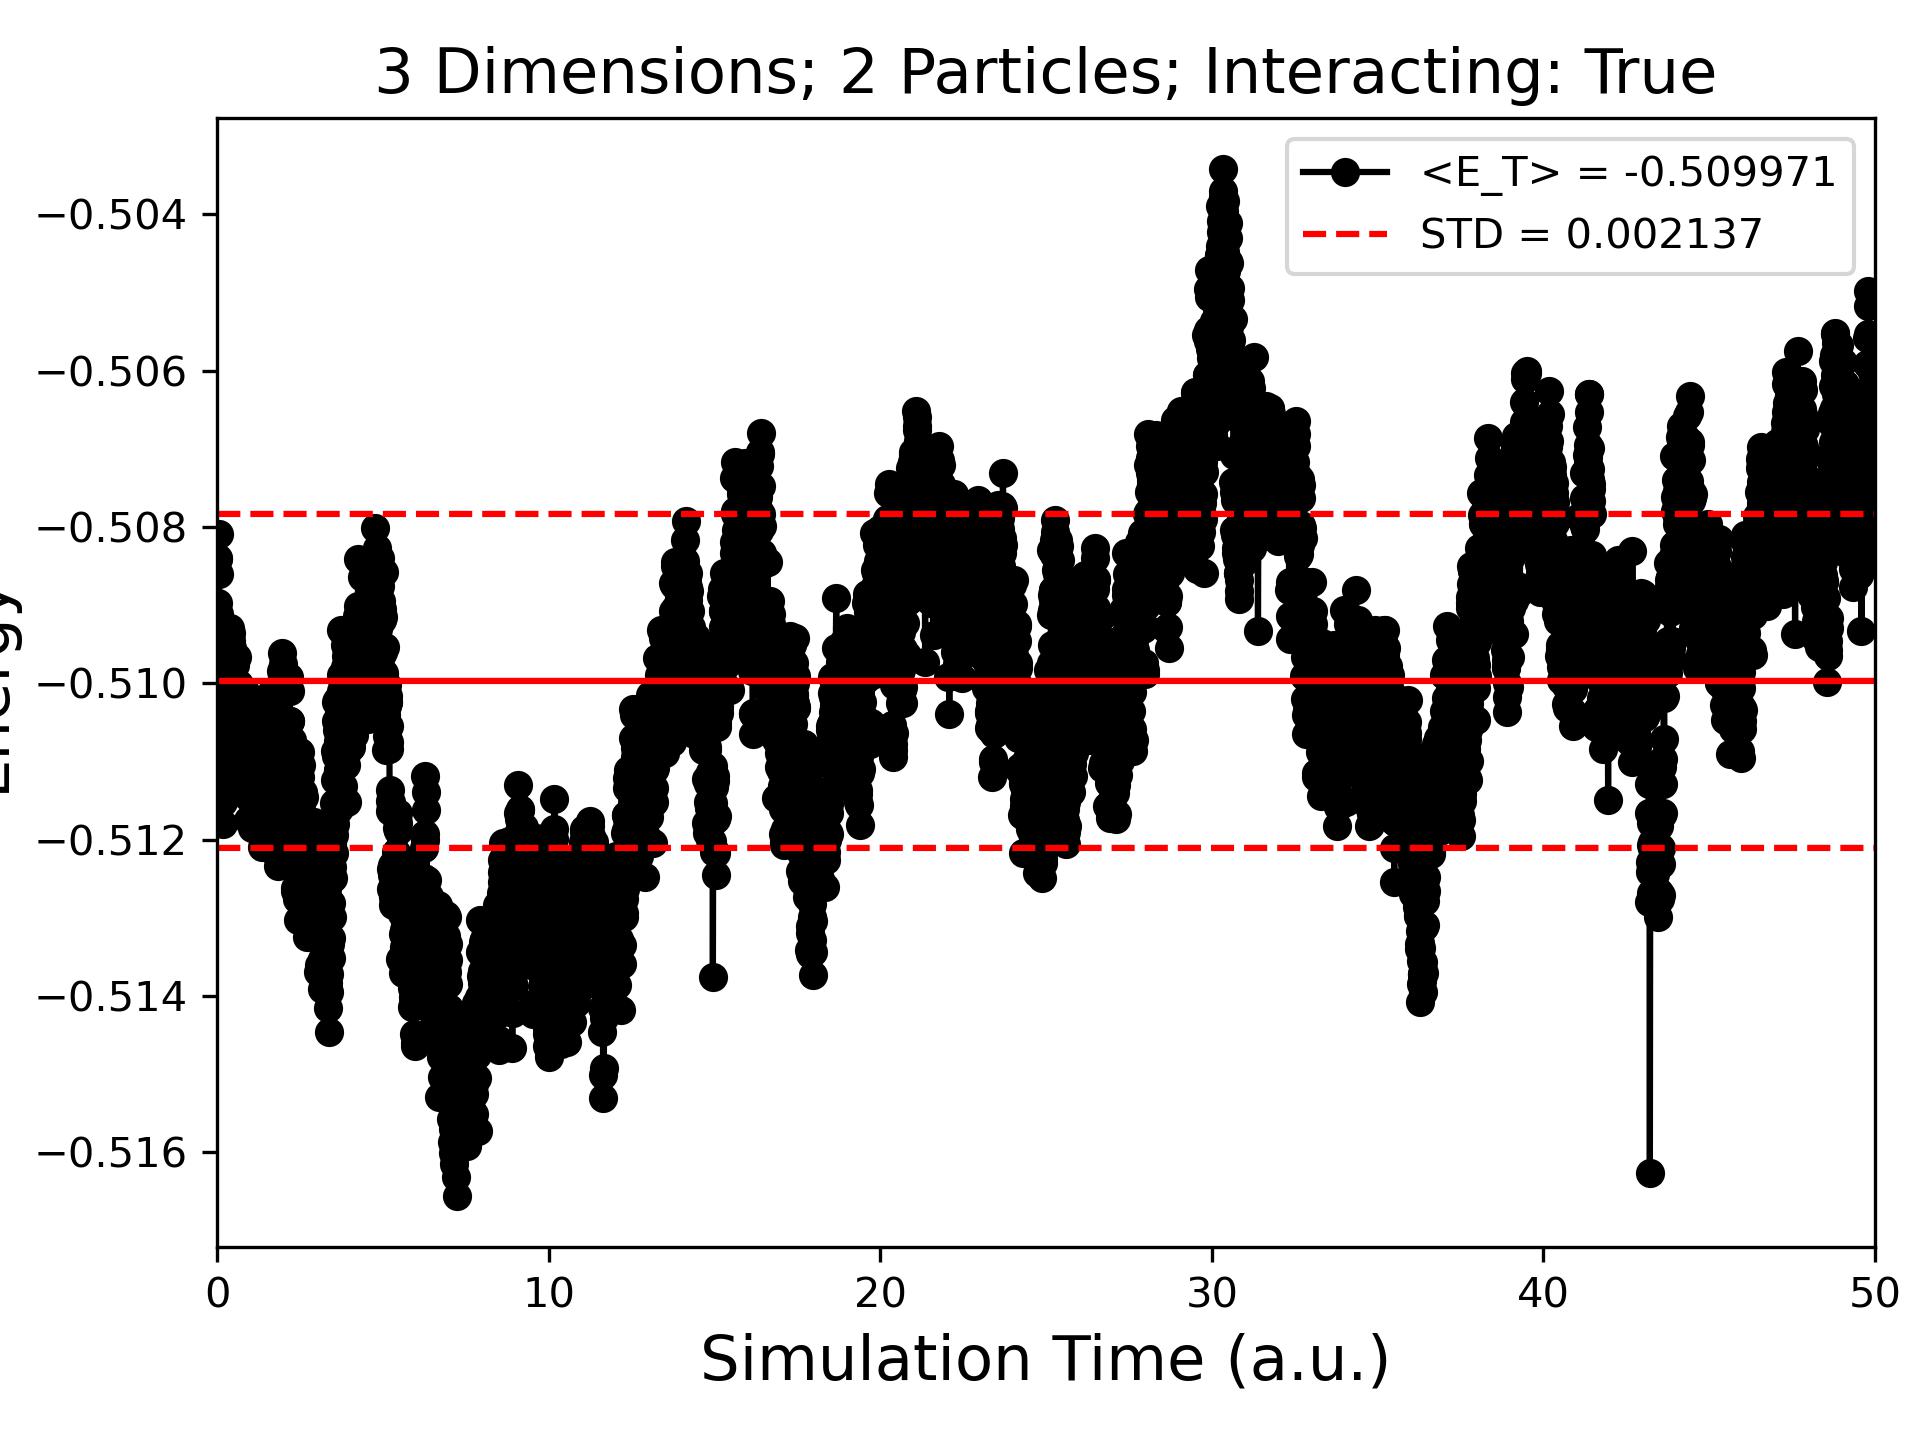 3 Dimensions; 2 Particles; Interacting: True
<E_T> = -0.509971
STD = 0.002137
−0.504
−0.506
−0.508
−0.510
−0.512
−0.514
−0.516
Energy
0 10 20 30 40 50
Simulation Time (a.u.)